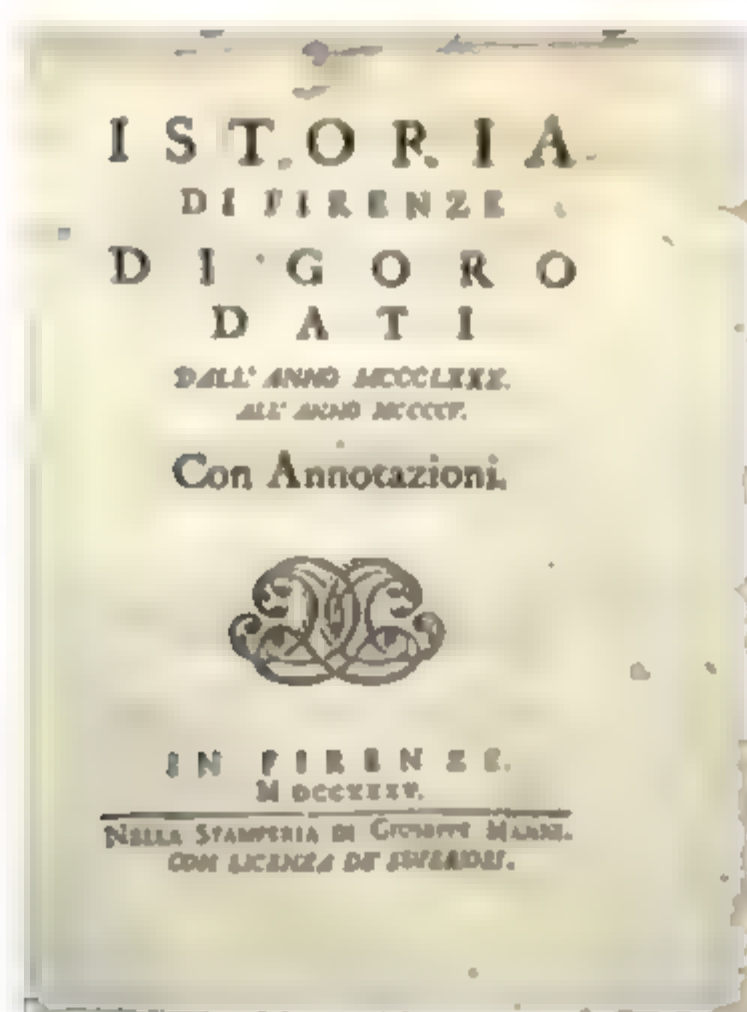 ISTORIA
DI FIRENZE
DI GORO
DATI
DALL' ANNO MCCCLXXX.
ALL' ANNO MCCCCV.
Con Annotazioni.
IN FIRENZE.
MDCCXXXV.
NELLA STAMPERIA DI GIUSEPPE MANNI.
CON LICENZA DE' SUPERIORI.